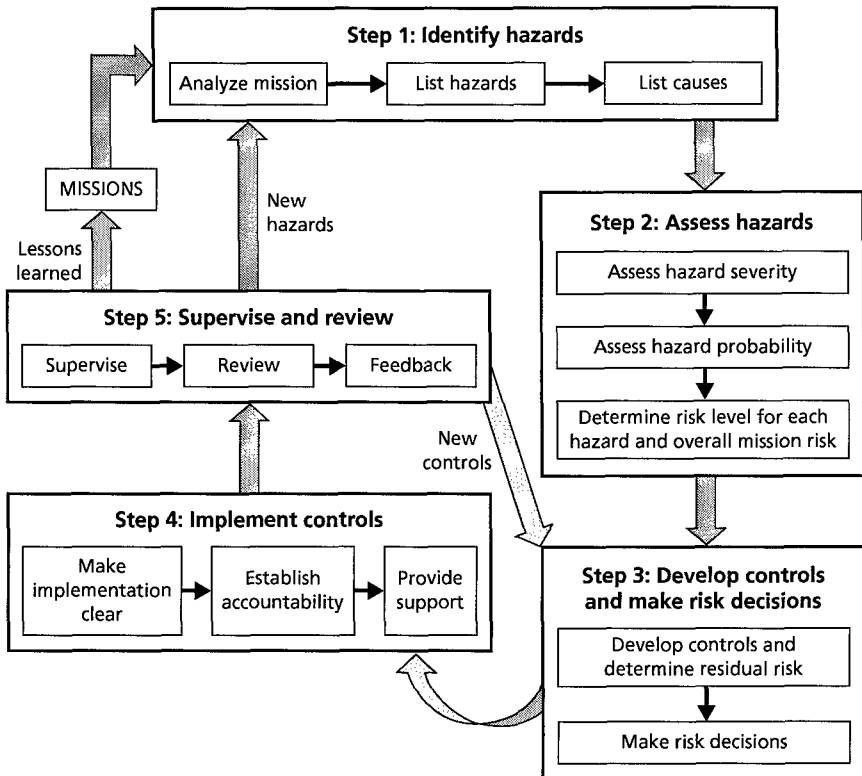 Step 1: Identify hazards
Analyze mission
List hazards
List causes
MISSIONS
New
hazards
Lessons
learned
Step 2: Assess hazards
Assess hazard severity
Assess hazard probability
Determine risk level for each
hazard and overall mission risk
Step 5: Supervise and review
Supervise
Review
Feedback
New
controls
Step 4: Implement controls
Make
implementation
clear
Establish
accountability
Provide
support
Step 3: Develop controls
and make risk decisions
Develop controls and
determine residual risk
Make risk decisions